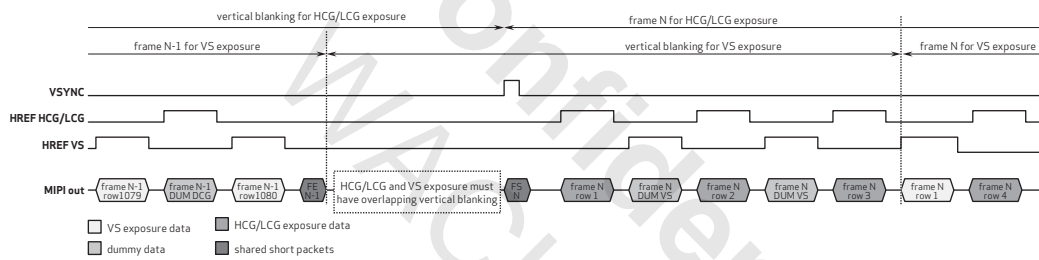 vertical blanking for HCG/LCG exposure
frame N for HCG/LCG exposure
frame N-1 for VS exposure
vertical blanking for VS exposure
frame N for VS exposure
VSYNC
HREF HCG/LCG
HREF VS
MIPI out
frame N-1
row1079
frame N-1
DUM DCG
frame N-1
row1080
FE
N-1
HCG/LCG and VS exposure must
have overlapping vertical blanking
FS
N
frame N
row 1
frame N
DUM VS
frame N
row 2
frame N
DUM VS
frame N
row 3
frame N
row 1
frame N
row 4
VS exposure data
HCG/LCG exposure data
dummy data
shared short packets